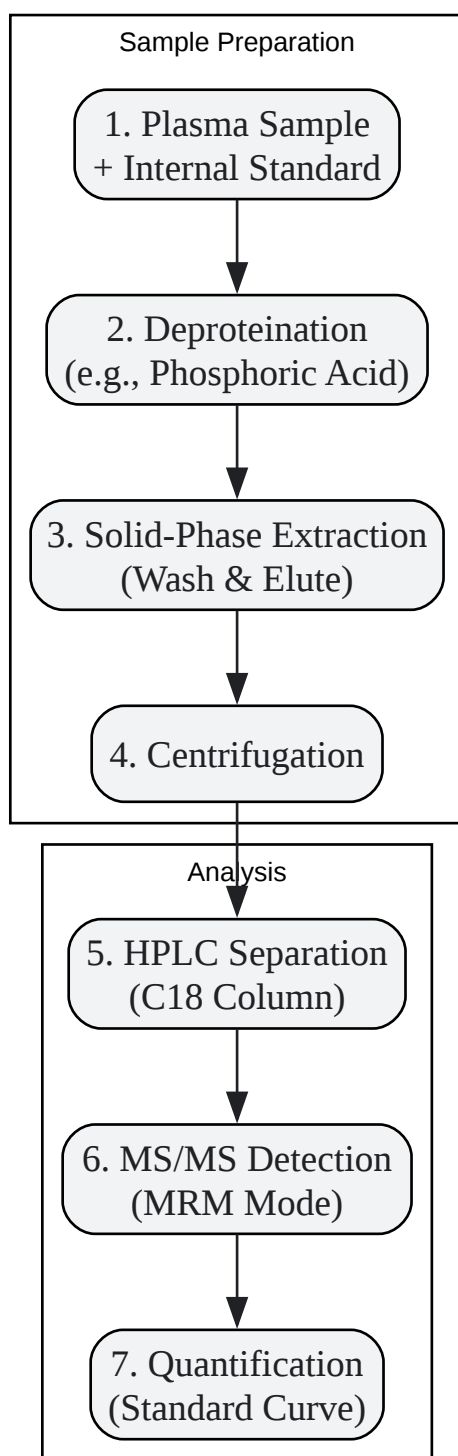 Sample Preparation
1. Plasma Sample
+ Internal Standard
2. Deproteination
(e.g., Phosphoric Acid)
3. Solid-Phase Extraction
(Wash & Elute)
4. Centrifugation
Analysis
5. HPLC Separation
(C18 Column)
6. MS/MS Detection
(MRM Mode)
7. Quantification
(Standard Curve)